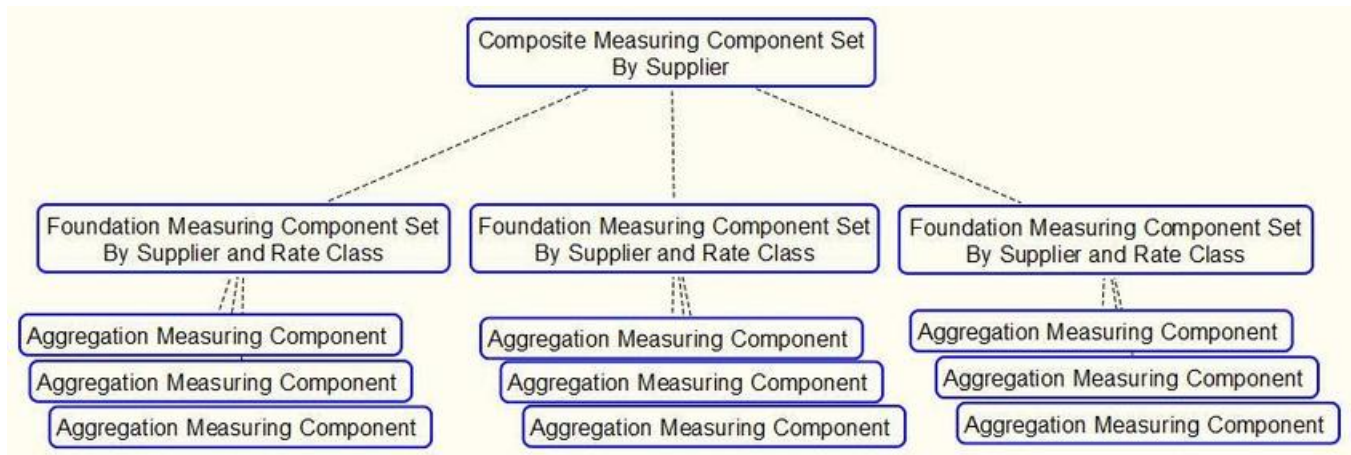 Composite Measuring Component Set
By Supplier
Foundation Measuring Component Set
By Supplier and Rate Class
Foundation Measuring Component Set
By Supplier and Rate Class
Foundation Measuring Component Set
By Supplier and Rate Class
Aggregation Measuring Component
Aggregation Measuring Component
Aggregation Measuring Component
Aggregation Measuring Component
Aggregation Measuring Component
Aggregation Measuring Component
Aggregation Measuring Component
Aggregation Measuring Component
Aggregation Measuring Component